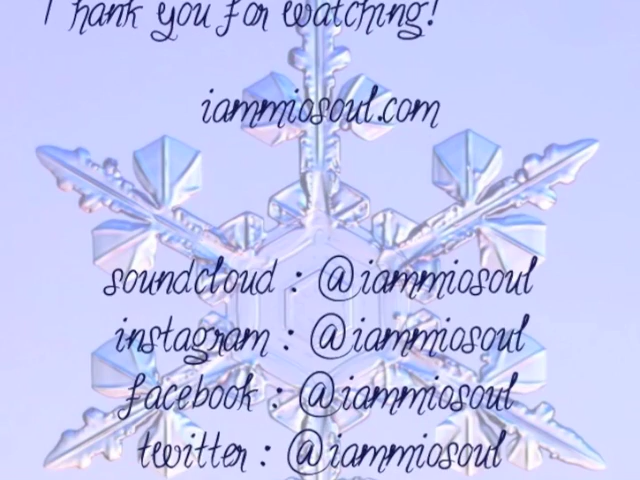 Thank you for watching!
iammiosoul.com
soundcloud : @iammiosoul
instagram : @iammiosoul
facebook : @iammiosoul
twitter : @iammiosoul